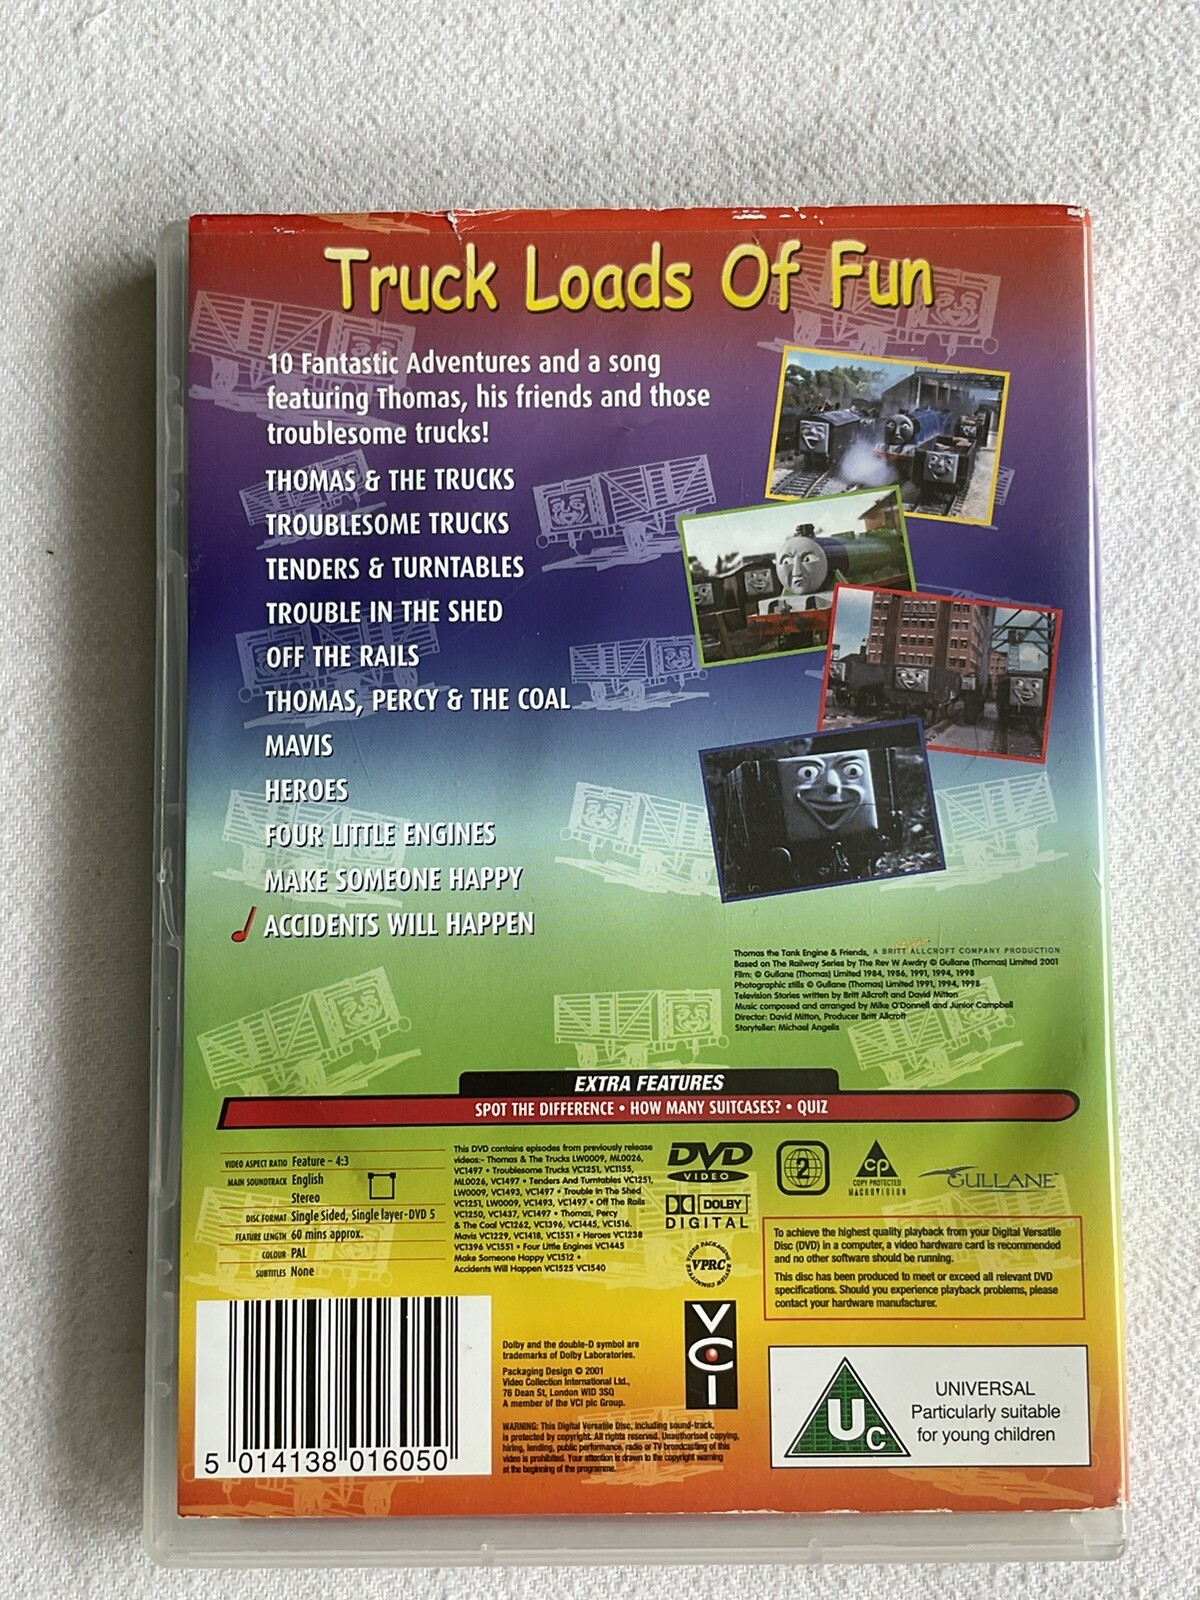 Truck Loads Of Fun
10 Fantastic Adventures and a song
featuring Thomas, his friends and those
troublesome trucks!
THOMAS & THE TRUCKS
TROUBLESOME TRUCKS
TENDERS & TURNTABLES
TROUBLE IN THE SHED
OFF THE RAILS
THOMAS, PERCY & THE COAL
MAVIS
HEROES
FOUR LITTLE ENGINES
MAKE SOMEONE HAPPY
ACCIDENTS WILL HAPPEN
Thomas the Tank Engine & Friends, A BRITT ALLCROFT COMPANY PRODUCTION
Based on The Railway Series by The Rev W Awdry © Gullane (Thomas) Limited 2001
Film: © Gullane (Thomas) Limited 1984, 1986, 1991, 1994, 1998
Photographic stills © Gullane (Thomas) Limited 1991, 1994, 1998
Television Stories written by Britt Allcroft and David Mitton
Music composed and arranged by Mike O'Donnell and Junior Campbell
Director: David Mitton, Producer Britt Allcroft
Storyteller: Michael Angelis
EXTRA FEATURES
SPOT THE DIFFERENCE • HOW MANY SUITCASES? • QUIZ
VIDEO ASPECT RATIO Feature – 4:3
MAIN SOUNDTRACK English
Stereo
DISC FORMAT Single Sided, Single layer-DVD 5
FEATURE LENGTH 60 mins approx.
COLOUR PAL
SUBTITLES None
This DVD contains episodes from previously release
videos:- Thomas & The Trucks LW0009, ML0026,
VC1497 • Troublesome Trucks VC1251, VC1155,
ML0026, VC1497 • Tenders And Turntables VC1251,
LW0009, VC1493, VC1497 • Trouble In The Shed
VC1251, LW0009, VC1493, VC1497 • Off The Rails
VC1250, VC1437, VC1497 • Thomas, Percy
& The Coal VC1262, VC1396, VC1445, VC1516.
Mavis VC1229, VC1418, VC1551 • Heroes VC1238
VC1396 VC1551 • Four Little Engines VC1445
Make Someone Happy VC1512 •
Accidents Will Happen VC1525 VC1540
DVD
VIDEO
DOLBY
DIGITAL
VIDEO PACKAGING REVIEW COMMITTEE
VPRC
2
CP
COPY PROTECTED
MACROVISION
GULLANE
To achieve the highest quality playback from your Digital Versatile
Disc (DVD) in a computer, a video hardware card is recommended
and no other software should be running.
This disc has been produced to meet or exceed all relevant DVD
specifications. Should you experience playback problems, please
contact your hardware manufacturer.
5 014138 016050
Dolby and the double-D symbol are
trademarks of Dolby Laboratories.
Packaging Design © 2001
Video Collection International Ltd.,
76 Dean St, London WID 3SQ
A member of the VCI plc Group.
WARNING: This Digital Versatile Disc, including sound-track,
is protected by copyright. All rights reserved. Unauthorised copying,
hiring, lending, public performance, radio or TV broadcasting of this
video is prohibited. Your attention is drawn to the copyright warning
at the beginning of the programme.
VCI
Uc
UNIVERSAL
Particularly suitable
for young children